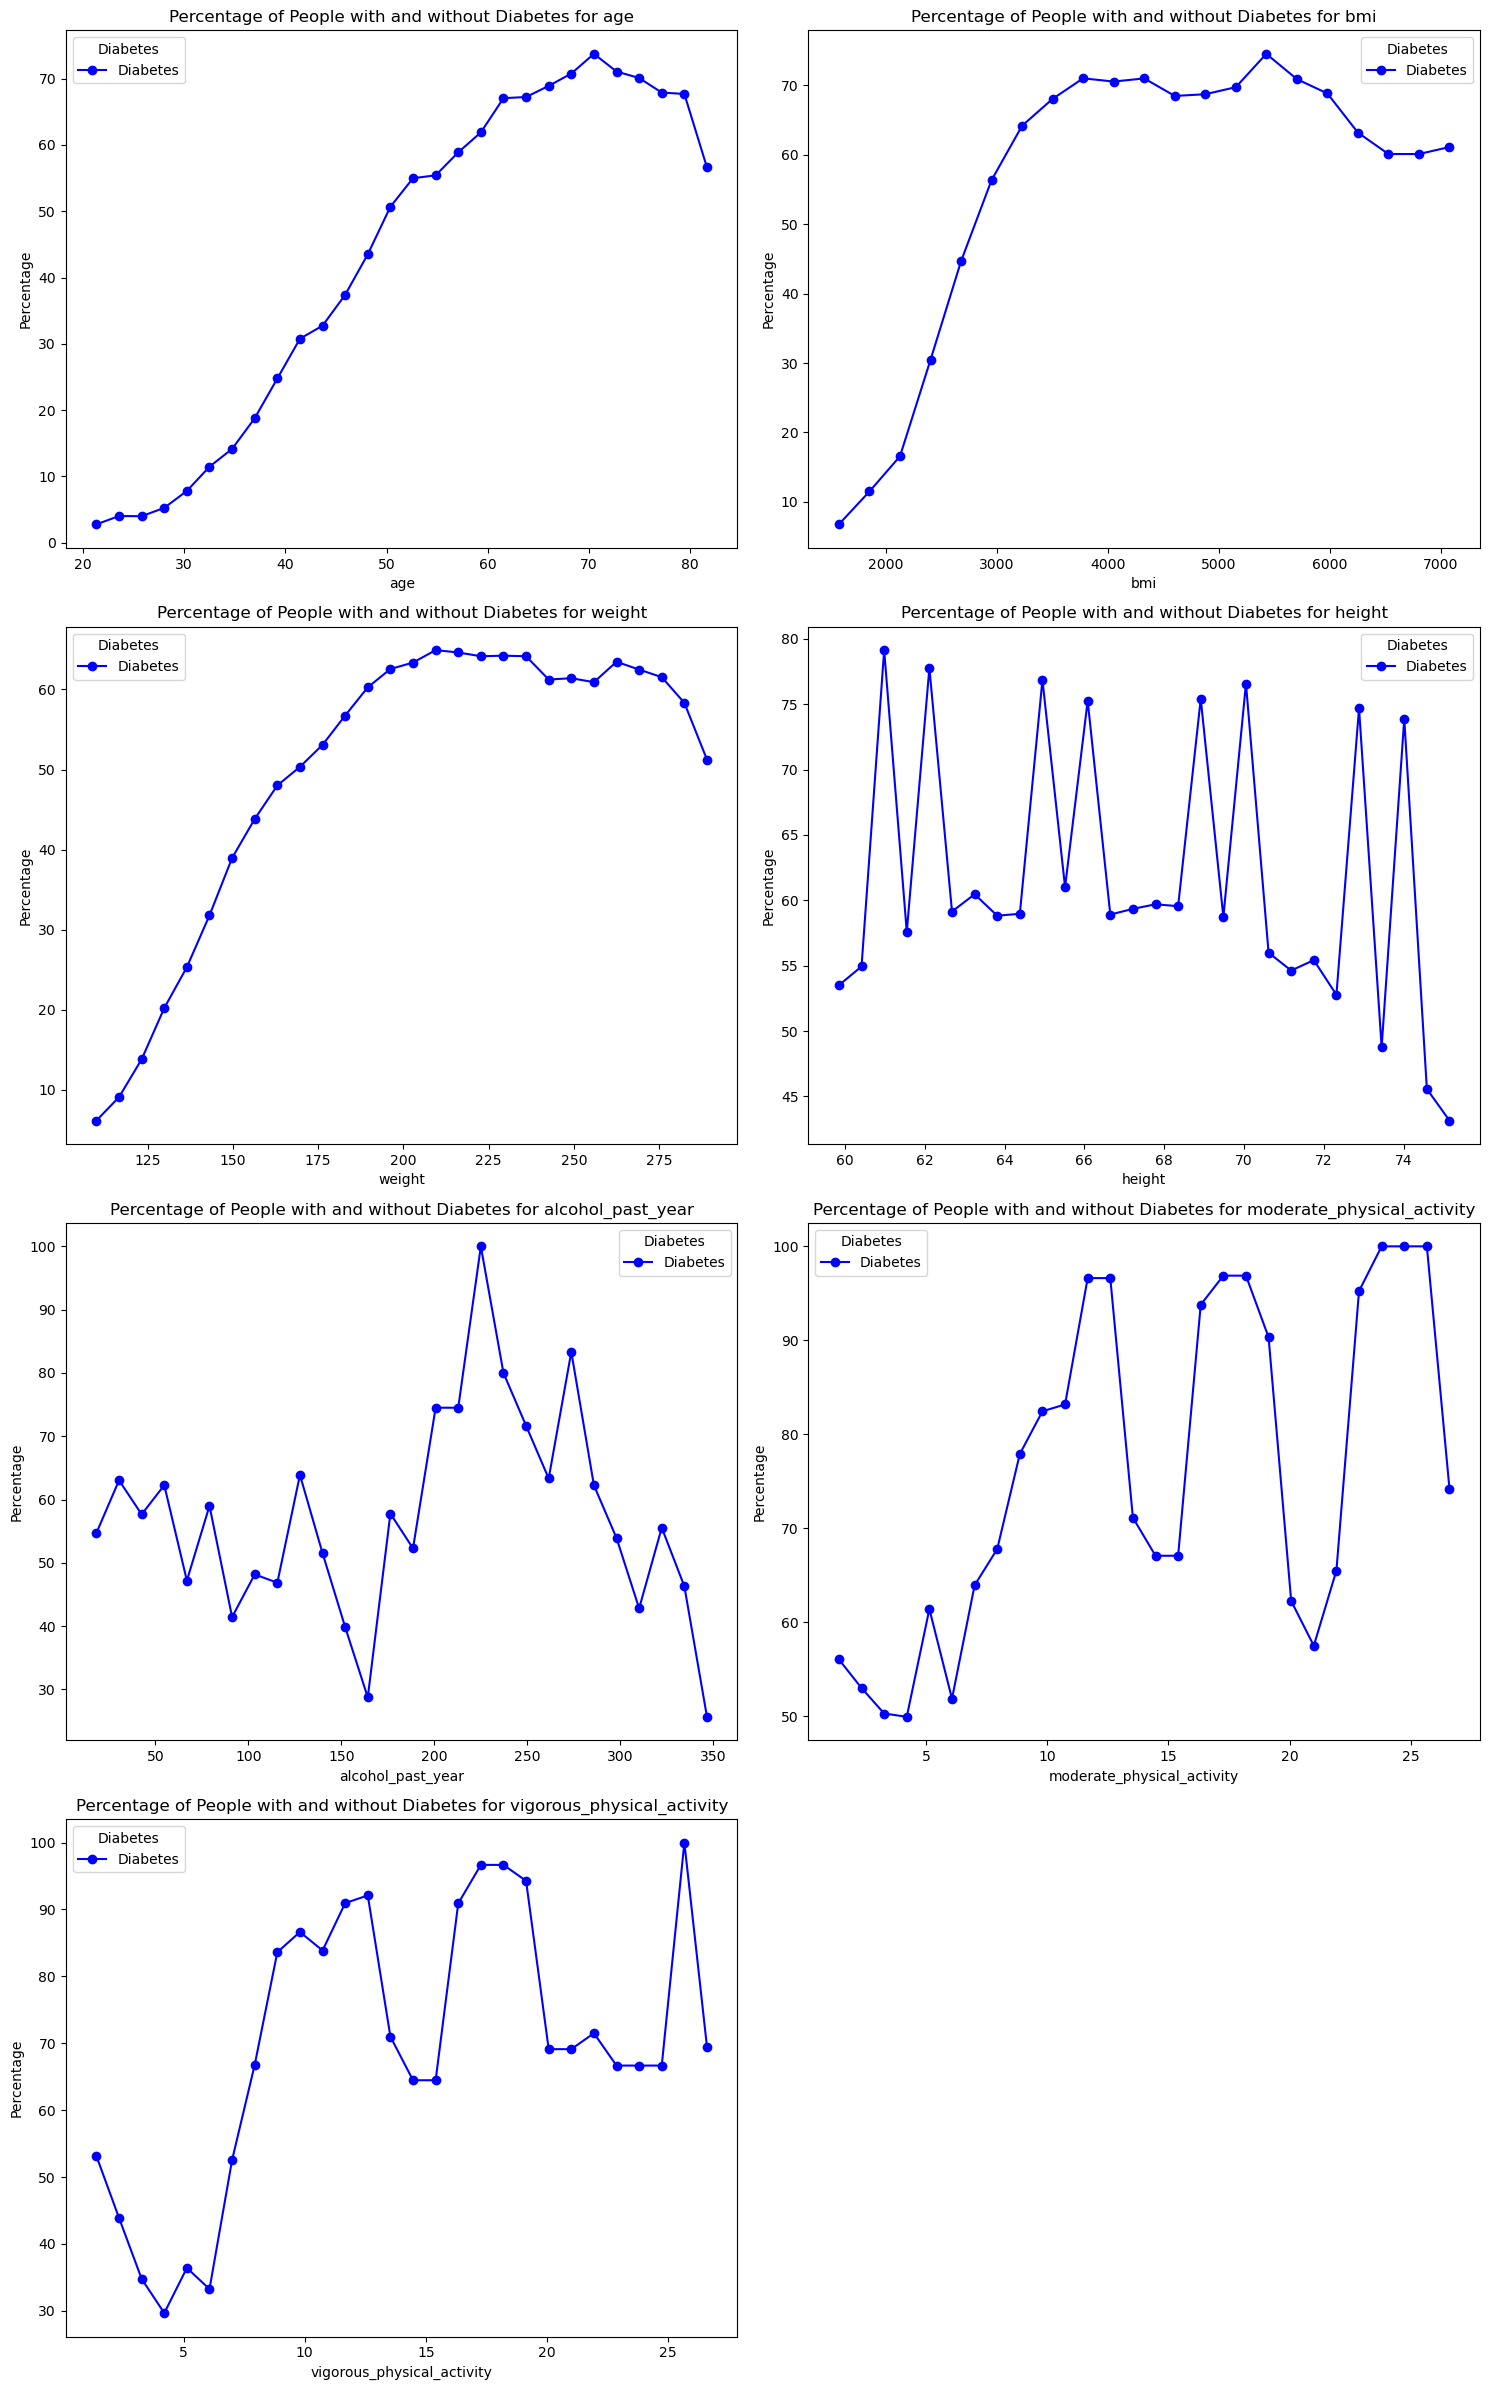 Percentage of People with and without Diabetes for age
Diabetes
Diabetes
70
60
50
40
30
20
10
0
Percentage
20 30 40 50 60 70 80
age
Percentage of People with and without Diabetes for bmi
Diabetes
Diabetes
70
60
50
40
30
20
10
Percentage
2000 3000 4000 5000 6000 7000
bmi
Percentage of People with and without Diabetes for weight
Diabetes
Diabetes
60
50
40
30
20
10
Percentage
125 150 175 200 225 250 275
weight
Percentage of People with and without Diabetes for height
Diabetes
Diabetes
80
75
70
65
60
55
50
45
Percentage
60 62 64 66 68 70 72 74
height
Percentage of People with and without Diabetes for alcohol_past_year
Diabetes
Diabetes
100
90
80
70
60
50
40
30
Percentage
50 100 150 200 250 300 350
alcohol_past_year
Percentage of People with and without Diabetes for moderate_physical_activity
Diabetes
Diabetes
100
90
80
70
60
50
Percentage
5 10 15 20 25
moderate_physical_activity
Percentage of People with and without Diabetes for vigorous_physical_activity
Diabetes
Diabetes
100
90
80
70
60
50
40
30
Percentage
5 10 15 20 25
vigorous_physical_activity